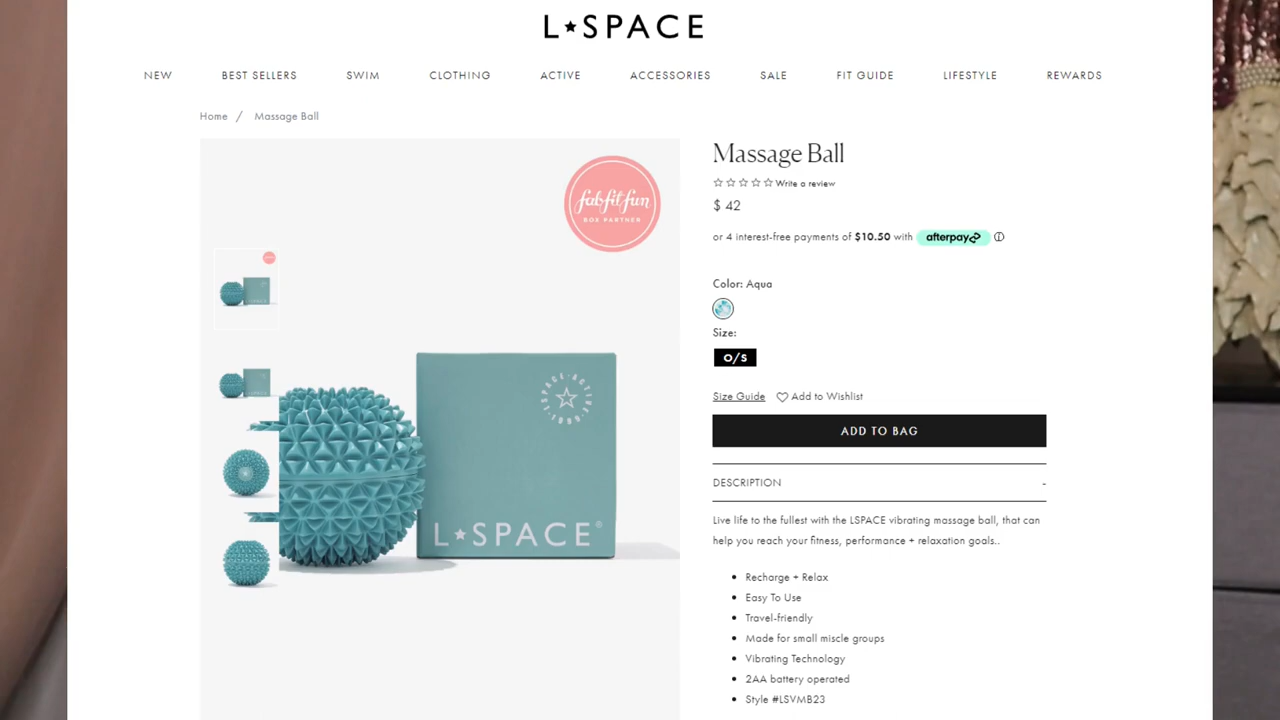 L★SPACE
NEW BEST SELLERS SWIM CLOTHING ACTIVE ACCESSORIES SALE FIT GUIDE LIFESTYLE REWARDS
Home / Massage Ball
fabfitfun
BOX PARTNER
L★SPACE®
Massage Ball
☆☆☆☆☆ Write a review
$ 42
or 4 interest-free payments of $10.50 with afterpay ⓘ
Color: Aqua
Size:
O/S
Size Guide ♡ Add to Wishlist
ADD TO BAG
DESCRIPTION -
Live life to the fullest with the LSPACE vibrating massage ball, that can
help you reach your fitness, performance + relaxation goals..
• Recharge + Relax
• Easy To Use
• Travel-friendly
• Made for small miscle groups
• Vibrating Technology
• 2AA battery operated
• Style #LSVMB23